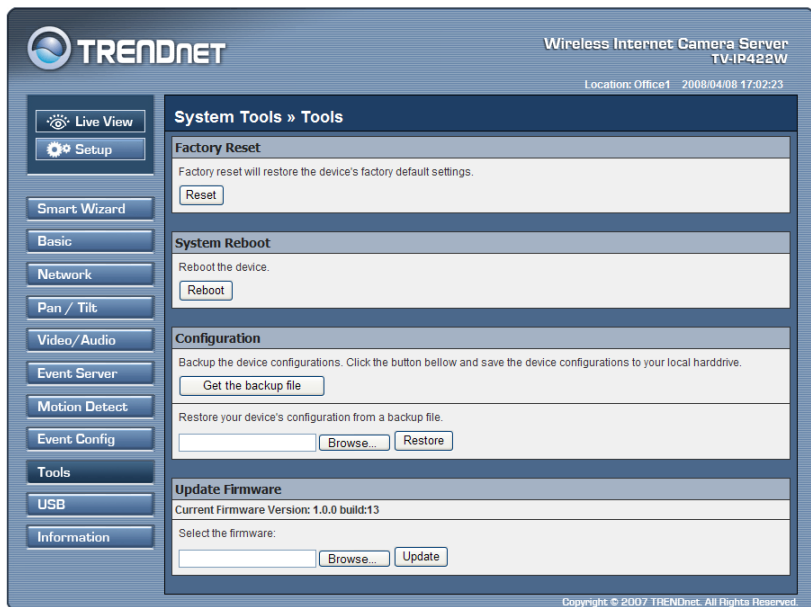 TRENDNET
Wireless Internet Camera Server
TV-IP422W
Location: Office1 2008/04/08 17:02:23
Live View
Setup
Smart Wizard
Basic
Network
Pan / Tilt
Video/Audio
Event Server
Motion Detect
Event Config
Tools
USB
Information
System Tools » Tools
Factory Reset
Factory reset will restore the device's factory default settings.
Reset
System Reboot
Reboot the device.
Reboot
Configuration
Backup the device configurations. Click the button bellow and save the device configurations to your local harddrive.
Get the backup file
Restore your device's configuration from a backup file.
Browse... Restore
Update Firmware
Current Firmware Version: 1.0.0 build:13
Select the firmware:
Browse... Update
Copyright © 2007 TRENDnet. All Rights Reserved.